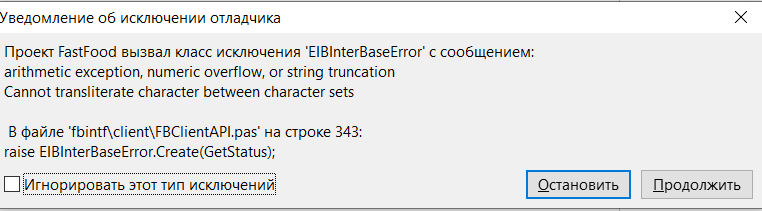 Уведомление об исключении отладчика
Проект FastFood вызвал класс исключения 'EIBInterBaseError' с сообщением:
arithmetic exception, numeric overflow, or string truncation
Cannot transliterate character between character sets
В файле 'fbintf\client\FBClientAPI.pas' на строке 343:
raise EIBInterBaseError.Create(GetStatus);
Игнорировать этот тип исключений
Остановить
Продолжить